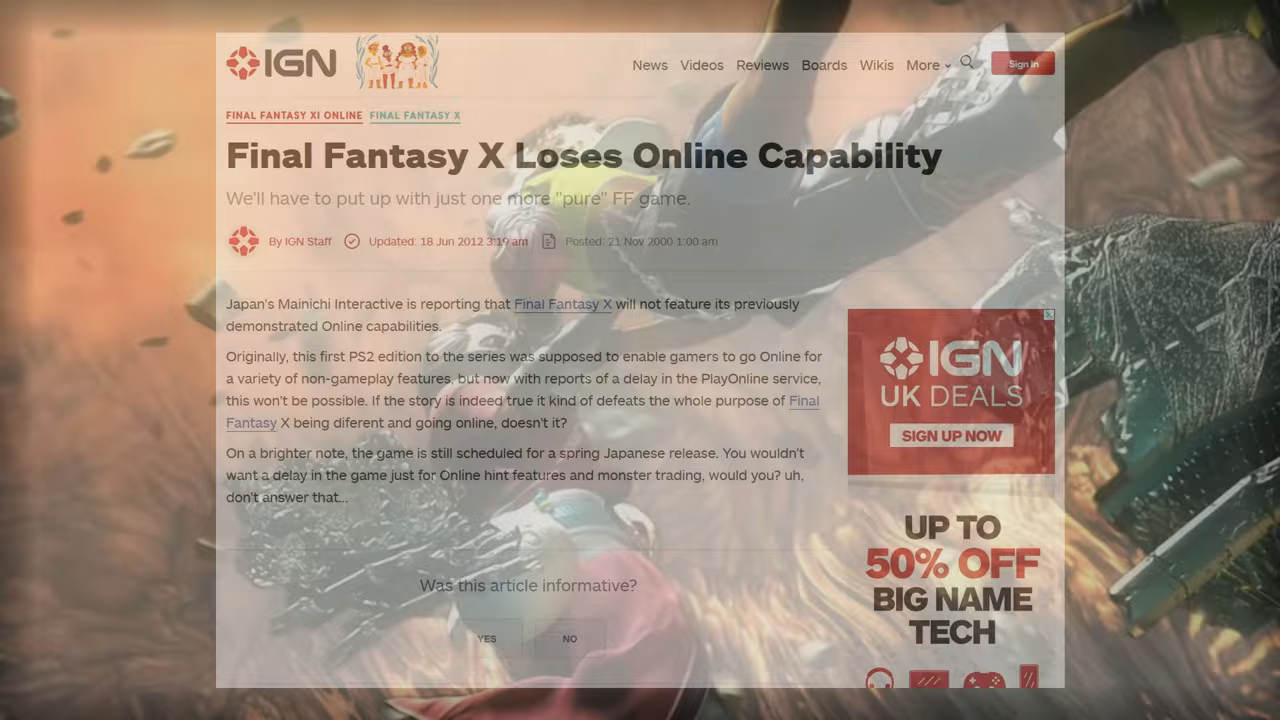 IGN
News Videos Reviews Boards Wikis More Sign in
FINAL FANTASY XI ONLINE FINAL FANTASY X
Final Fantasy X Loses Online Capability
We'll have to put up with just one more "pure" FF game.
By IGN Staff Updated: 18 Jun 2012 3:19 am Posted: 21 Nov 2000 1:00 am
Japan's Mainichi Interactive is reporting that Final Fantasy X will not feature its previously
demonstrated Online capabilities.
Originally, this first PS2 edition to the series was supposed to enable gamers to go Online for
a variety of non-gameplay features, but now with reports of a delay in the PlayOnline service,
this won't be possible. If the story is indeed true it kind of defeats the whole purpose of Final
Fantasy X being diferent and going online, doesn't it?
On a brighter note, the game is still scheduled for a spring Japanese release. You wouldn't
want a delay in the game just for Online hint features and monster trading, would you? uh,
don't answer that...
Was this article informative?
YES NO
IGN
UK DEALS
SIGN UP NOW
UP TO
50% OFF
BIG NAME
TECH